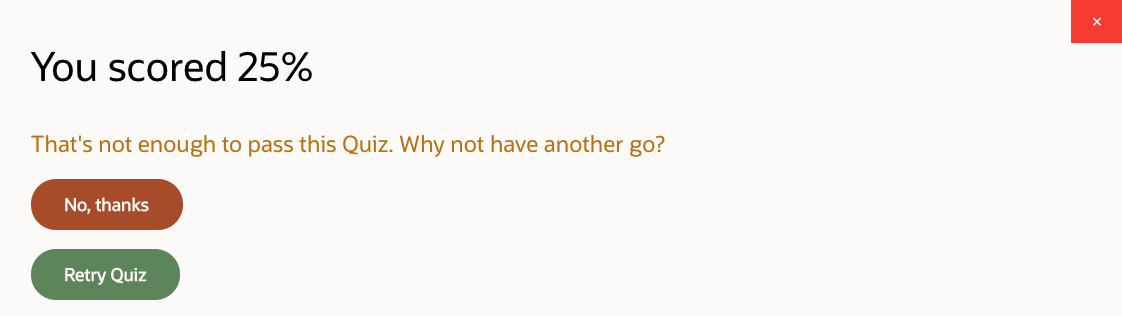 ×
You scored 25%
That's not enough to pass this Quiz. Why not have another go?
No, thanks
Retry Quiz